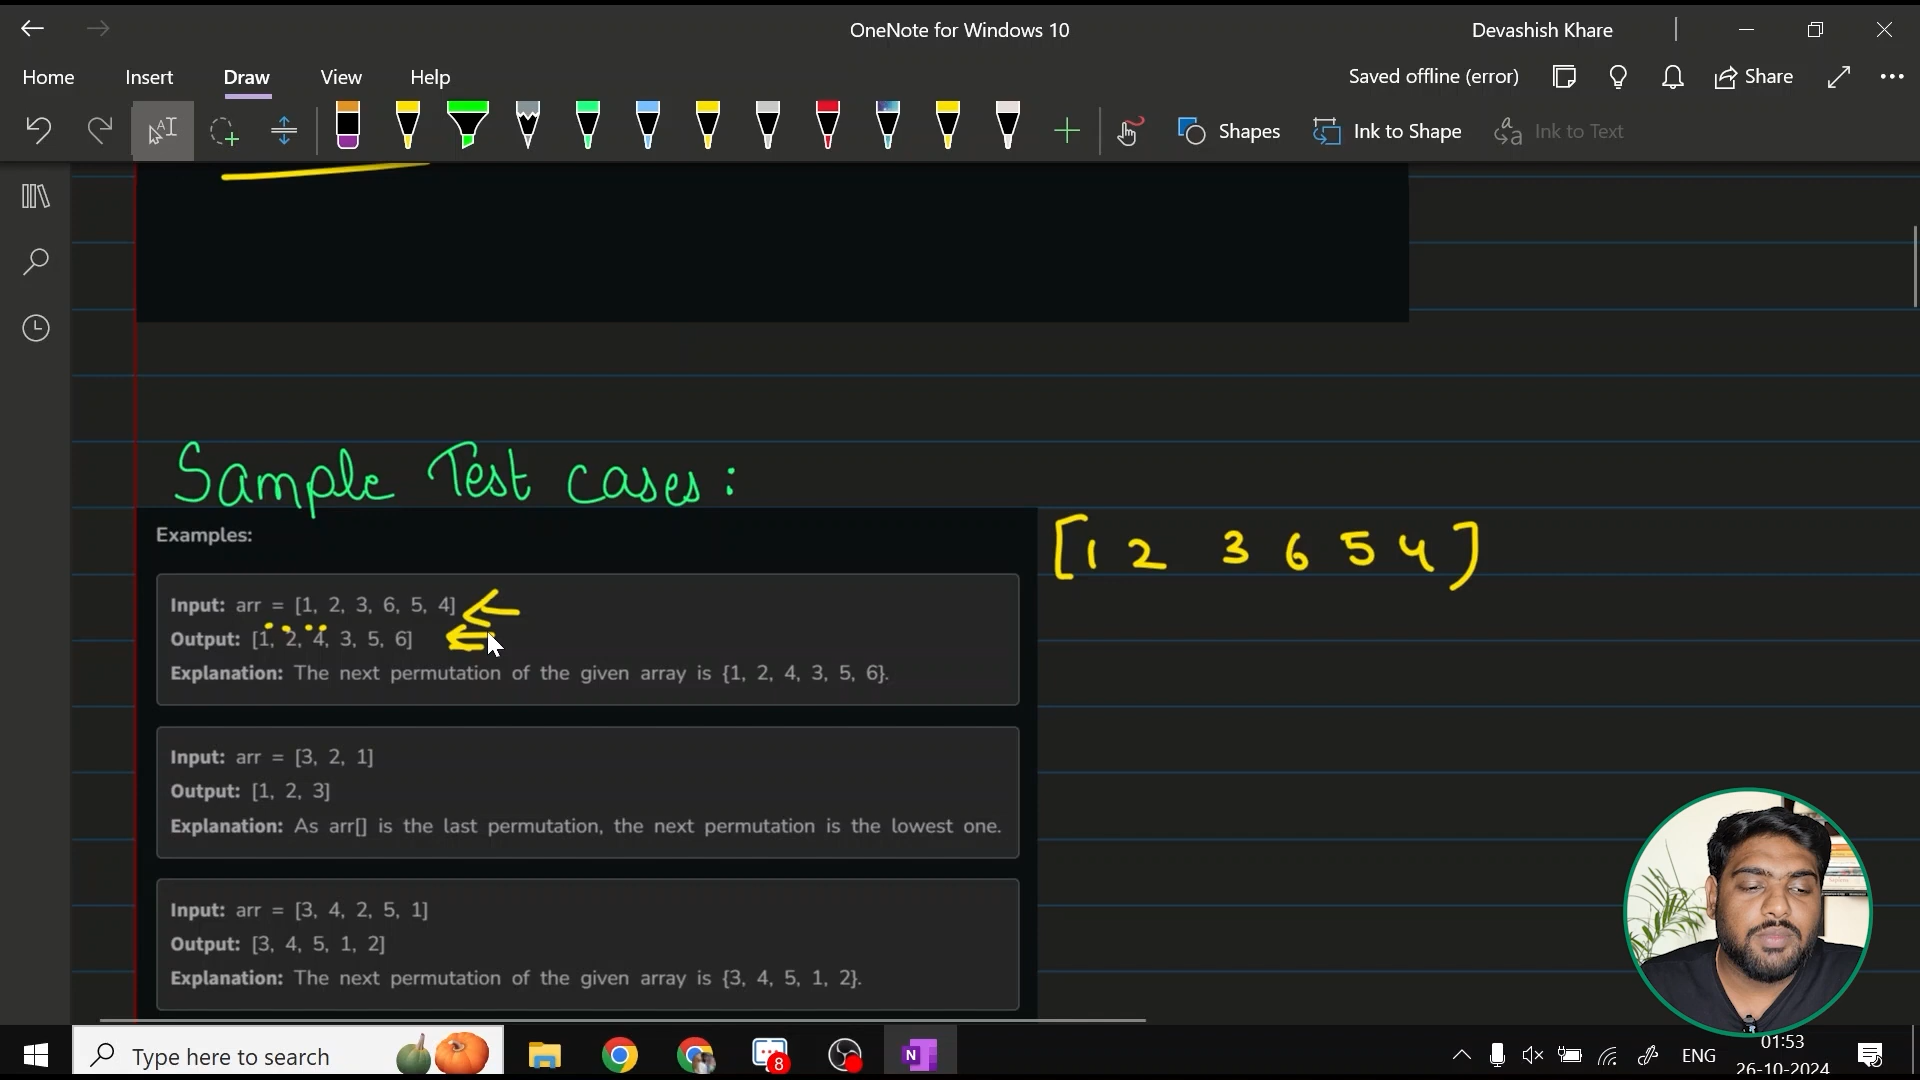 OneNote for Windows 10
Devashish Khare
Home Insert Draw View Help
Saved offline (error) Share
Shapes Ink to Shape Ink to Text
Sample Test cases:
Examples:
[1 2 3 6 5 4]
Input: arr = [1, 2, 3, 6, 5, 4]
Output: [1, 2, 4, 3, 5, 6]
Explanation: The next permutation of the given array is {1, 2, 4, 3, 5, 6}.
Input: arr = [3, 2, 1]
Output: [1, 2, 3]
Explanation: As arr[] is the last permutation, the next permutation is the lowest one.
Input: arr = [3, 4, 2, 5, 1]
Output: [3, 4, 5, 1, 2]
Explanation: The next permutation of the given array is {3, 4, 5, 1, 2}.
Type here to search
8
N
ENG
01:53
26-10-2024